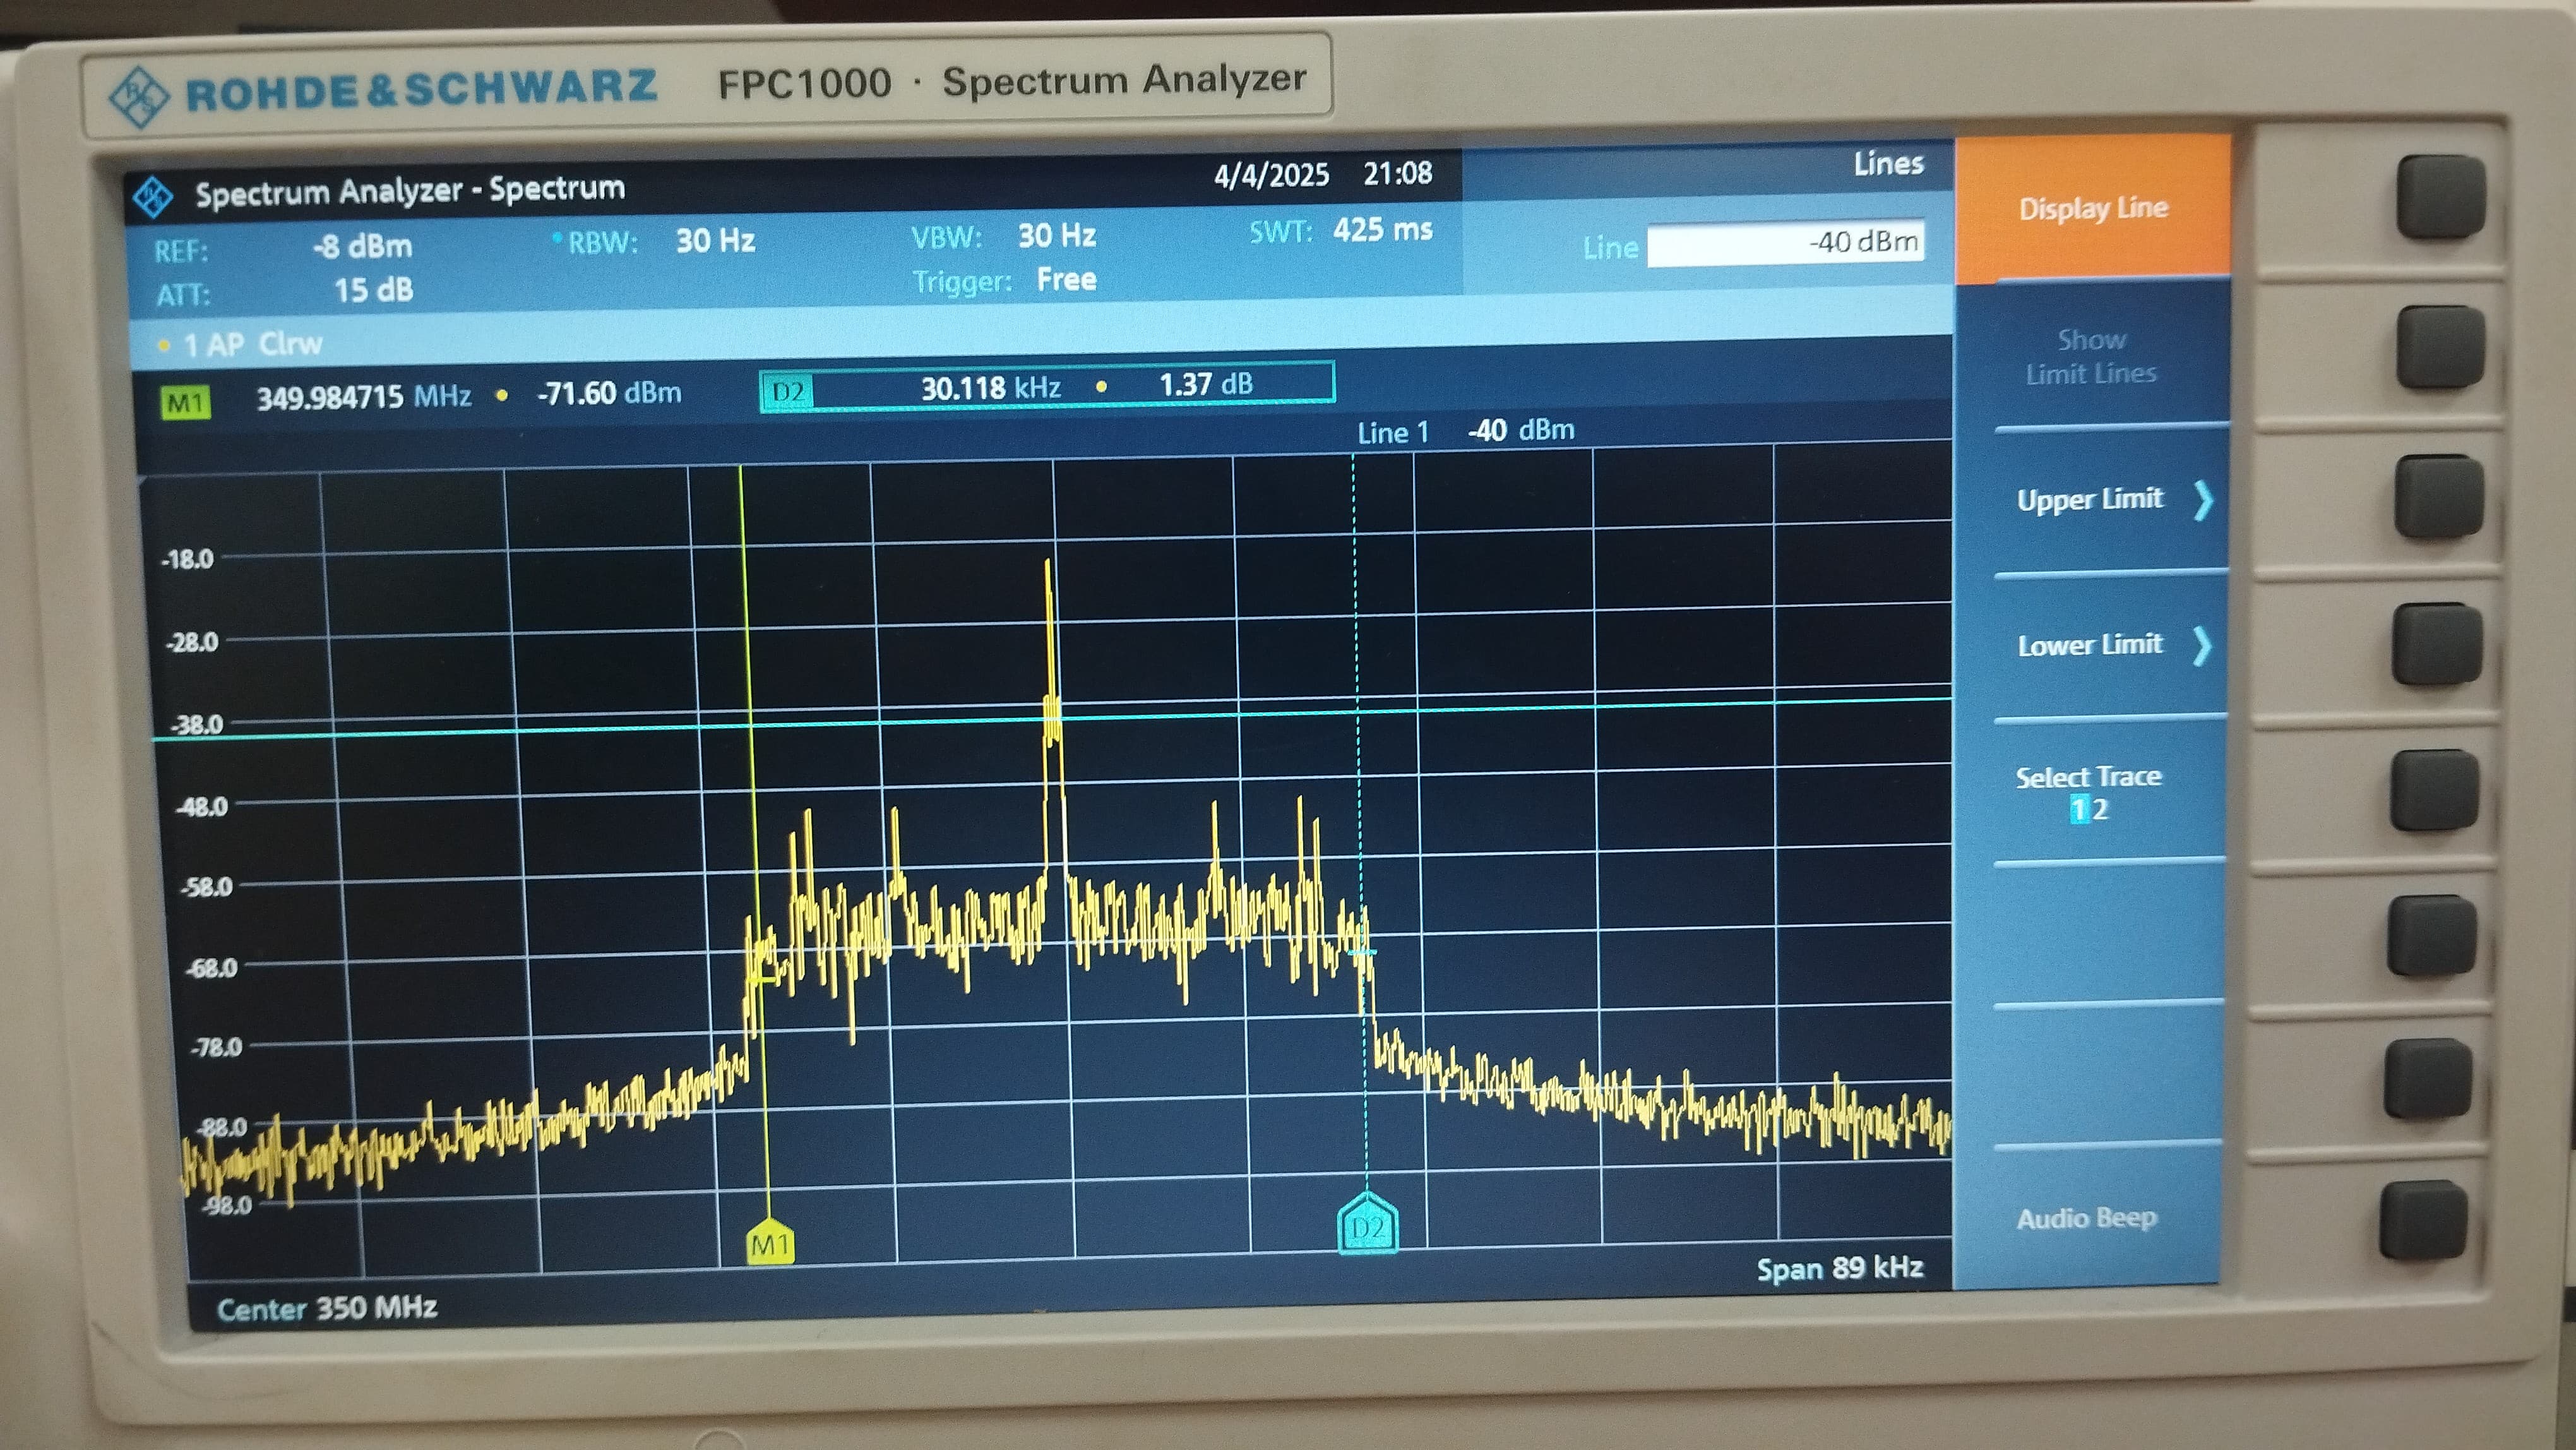 ROHDE & SCHWARZ FPC1000 · Spectrum Analyzer
Spectrum Analyzer - Spectrum 4/4/2025 21:08 Lines
REF: -8 dBm • RBW: 30 Hz VBW: 30 Hz SWT: 425 ms Line -40 dBm
ATT: 15 dB Trigger: Free
• 1 AP Clrw
M1 349.984715 MHz • -71.60 dBm D2 30.118 kHz • 1.37 dB
Line 1 -40 dBm
-18.0
-28.0
-38.0
-48.0
-58.0
-68.0
-78.0
-88.0
-98.0
M1
D2
Center 350 MHz Span 89 kHz
Display Line
Show
Limit Lines
Upper Limit
Lower Limit
Select Trace
1 2
Audio Beep